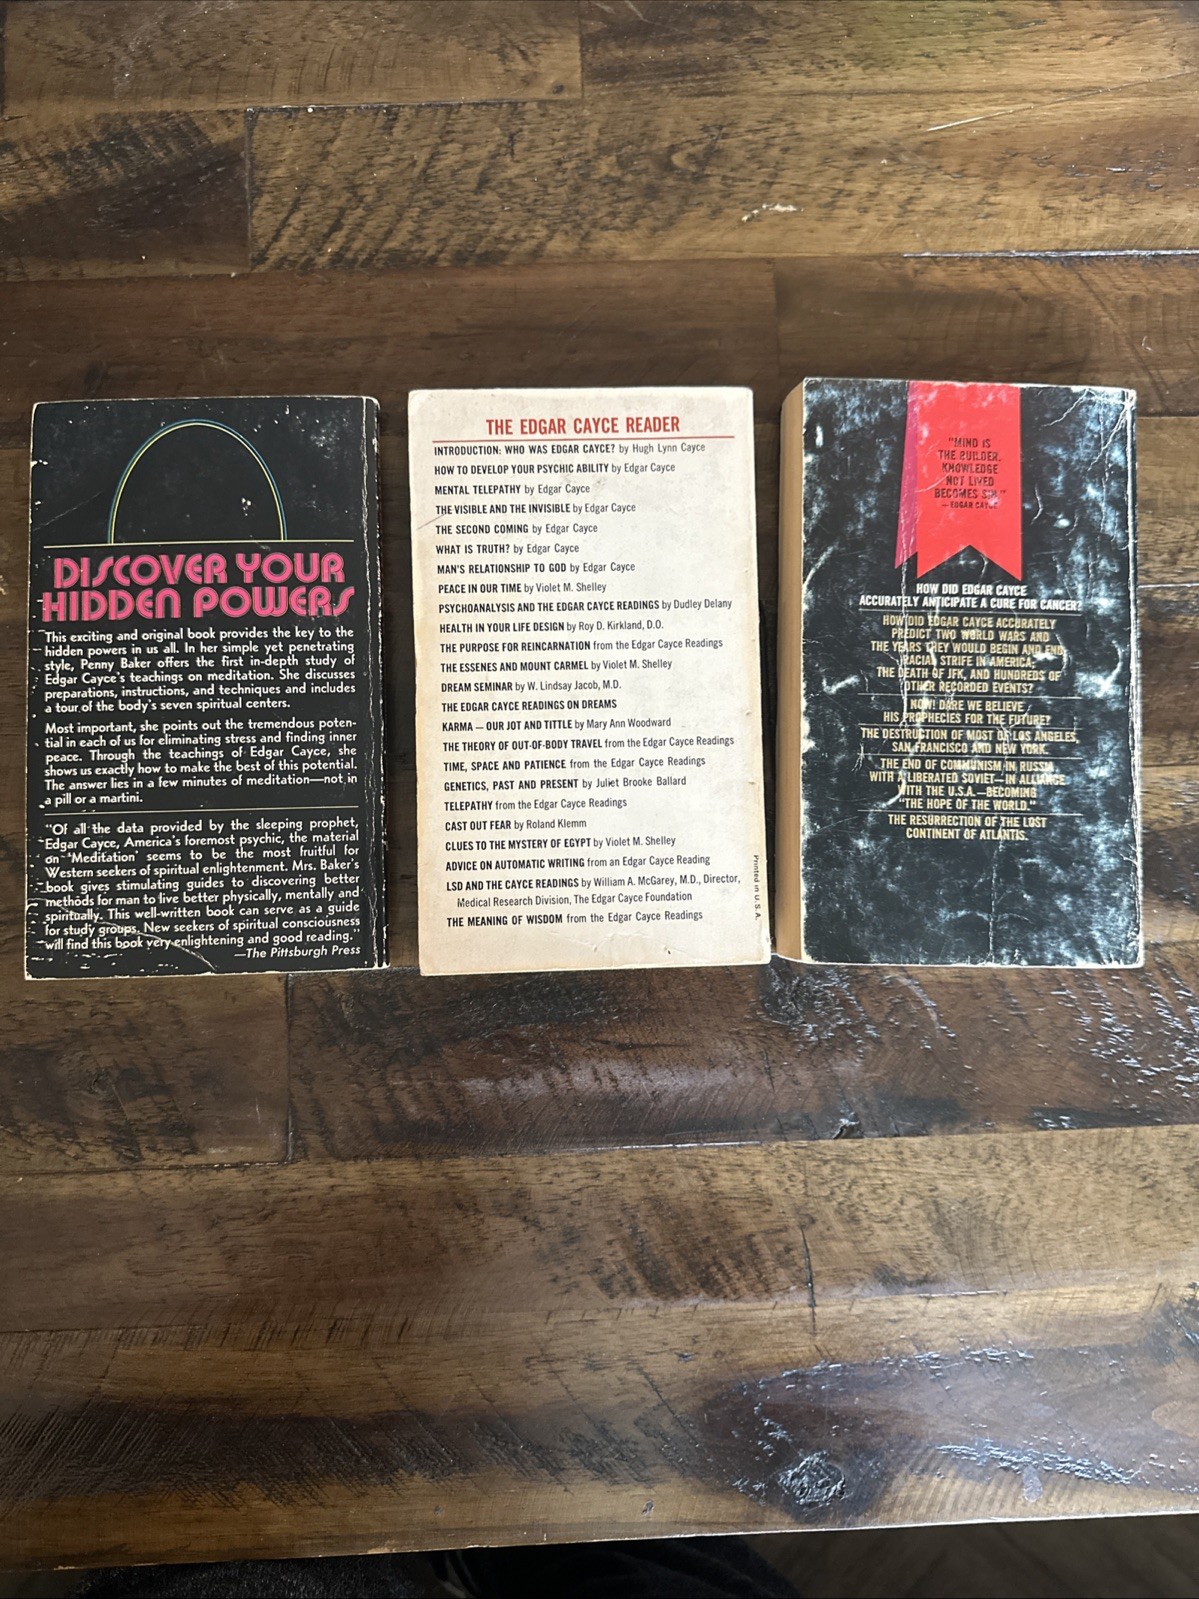 DISCOVER YOUR
HIDDEN POWERS
This exciting and original book provides the key to the
hidden powers in us all. In her simple yet penetrating
style, Penny Baker offers the first in-depth study of
Edgar Cayce's teachings on meditation. She discusses
preparations, instructions, and techniques and includes
a tour of the body's seven spiritual centers.
Most important, she points out the tremendous poten-
tial in each of us for eliminating stress and finding inner
peace. Through the teachings of Edgar Cayce, she
shows us exactly how to make the best of this potential.
The answer lies in a few minutes of meditation—not in
a pill or a martini.
"Of all the data provided by the sleeping prophet,
Edgar Cayce, America's foremost psychic, the material
on 'Meditation' seems to be the most fruitful for
Western seekers of spiritual enlightenment. Mrs. Baker's
book gives stimulating guides to discovering better
methods for man to live better physically, mentally and
spiritually. This well-written book can serve as a guide
for study groups. New seekers of spiritual consciousness
will find this book very enlightening and good reading."
—The Pittsburgh Press
THE EDGAR CAYCE READER
INTRODUCTION: WHO WAS EDGAR CAYCE? by Hugh Lynn Cayce
HOW TO DEVELOP YOUR PSYCHIC ABILITY by Edgar Cayce
MENTAL TELEPATHY by Edgar Cayce
THE VISIBLE AND THE INVISIBLE by Edgar Cayce
THE SECOND COMING by Edgar Cayce
WHAT IS TRUTH? by Edgar Cayce
MAN'S RELATIONSHIP TO GOD by Edgar Cayce
PEACE IN OUR TIME by Violet M. Shelley
PSYCHOANALYSIS AND THE EDGAR CAYCE READINGS by Dudley Delany
HEALTH IN YOUR LIFE DESIGN by Roy D. Kirkland, D.O.
THE PURPOSE FOR REINCARNATION from the Edgar Cayce Readings
THE ESSENES AND MOUNT CARMEL by Violet M. Shelley
DREAM SEMINAR by W. Lindsay Jacob, M.D.
THE EDGAR CAYCE READINGS ON DREAMS
KARMA — OUR JOT AND TITTLE by Mary Ann Woodward
THE THEORY OF OUT-OF-BODY TRAVEL from the Edgar Cayce Readings
TIME, SPACE AND PATIENCE from the Edgar Cayce Readings
GENETICS, PAST AND PRESENT by Juliet Brooke Ballard
TELEPATHY from the Edgar Cayce Readings
CAST OUT FEAR by Roland Klemm
CLUES TO THE MYSTERY OF EGYPT by Violet M. Shelley
ADVICE ON AUTOMATIC WRITING from an Edgar Cayce Reading
LSD AND THE CAYCE READINGS by William A. McGarey, M.D., Director,
Medical Research Division, The Edgar Cayce Foundation
THE MEANING OF WISDOM from the Edgar Cayce Readings
Printed in U.S.A.
"MIND IS
THE BUILDER.
KNOWLEDGE
NOT LIVED
BECOMES SIN."
— EDGAR CAYCE
HOW DID EDGAR CAYCE
ACCURATELY ANTICIPATE A CURE FOR CANCER?
HOW DID EDGAR CAYCE ACCURATELY
PREDICT TWO WORLD WARS AND
THE YEARS THEY WOULD BEGIN AND END,
RACIAL STRIFE IN AMERICA,
THE DEATH OF JFK, AND HUNDREDS OF
OTHER RECORDED EVENTS?
NOW! DARE WE BELIEVE
HIS PROPHECIES FOR THE FUTURE?
THE DESTRUCTION OF MOST OF LOS ANGELES,
SAN FRANCISCO AND NEW YORK.
THE END OF COMMUNISM IN RUSSIA
WITH A LIBERATED SOVIET—IN ALLIANCE
WITH THE U.S.A.—BECOMING
"THE HOPE OF THE WORLD."
THE RESURRECTION OF THE LOST
CONTINENT OF ATLANTIS.